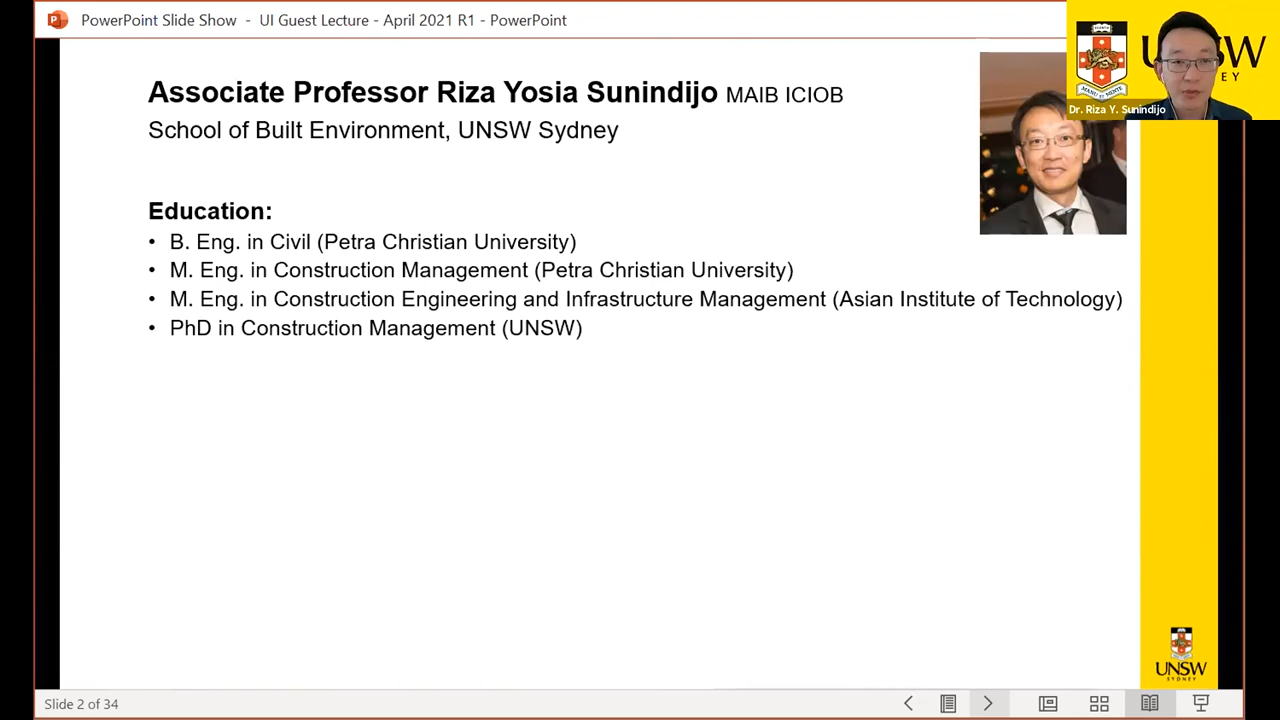 PowerPoint Slide Show - UI Guest Lecture - April 2021 R1 - PowerPoint
Associate Professor Riza Yosia Sunindijo MAIB ICIOB
School of Built Environment, UNSW Sydney
Dr. Riza Y. Sunindijo
Education:
• B. Eng. in Civil (Petra Christian University)
• M. Eng. in Construction Management (Petra Christian University)
• M. Eng. in Construction Engineering and Infrastructure Management (Asian Institute of Technology)
• PhD in Construction Management (UNSW)
UNSW
SYDNEY
Slide 2 of 34